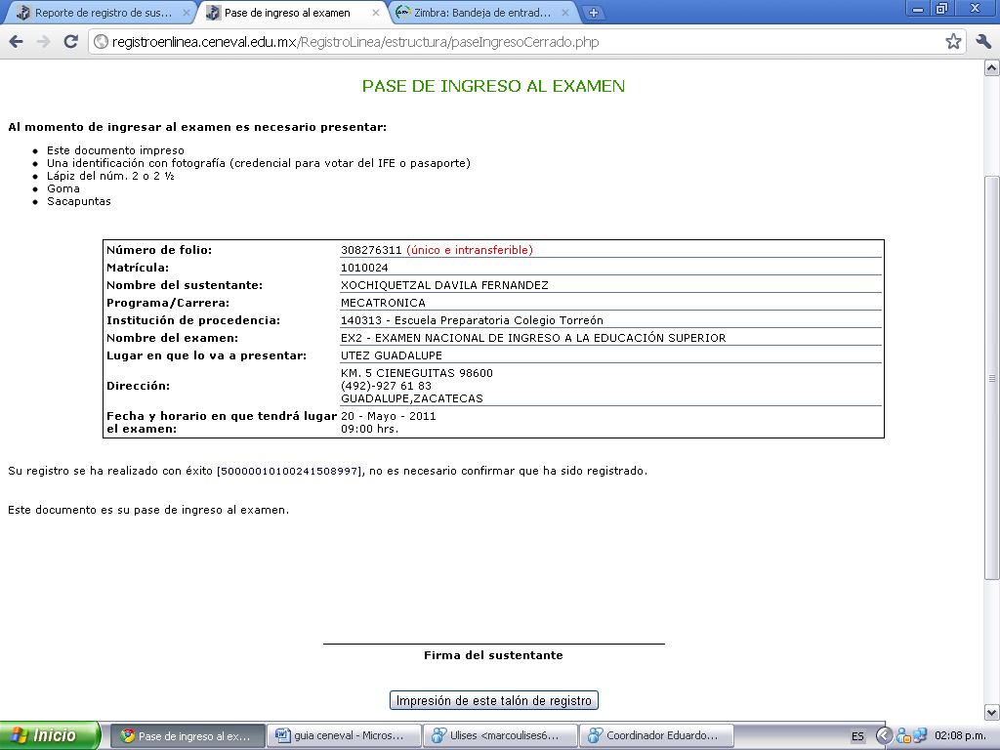 Reporte de registro de sus...
Pase de ingreso al examen
Zimbra: Bandeja de entrad...
registroenlinea.ceneval.edu.mx/RegistroLinea/estructura/paseIngresoCerrado.php
PASE DE INGRESO AL EXAMEN
Al momento de ingresar al examen es necesario presentar:
Este documento impreso
Una identificación con fotografía (credencial para votar del IFE o pasaporte)
Lápiz del núm. 2 o 2 ½
Goma
Sacapuntas
Número de folio: 308276311 (único e intransferible)
Matrícula: 1010024
Nombre del sustentante: XOCHIQUETZAL DAVILA FERNANDEZ
Programa/Carrera: MECATRONICA
Institución de procedencia: 140313 - Escuela Preparatoria Colegio Torreón
Nombre del examen: EX2 - EXAMEN NACIONAL DE INGRESO A LA EDUCACIÓN SUPERIOR
Lugar en que lo va a presentar: UTEZ GUADALUPE
Dirección:
KM. 5 CIENEGUITAS 98600
(492)-927 61 83
GUADALUPE,ZACATECAS
Fecha y horario en que tendrá lugar
el examen:
20 - Mayo - 2011
09:00 hrs.
Su registro se ha realizado con éxito [50000010100241508997], no es necesario confirmar que ha sido registrado.
Este documento es su pase de ingreso al examen.
Firma del sustentante
Impresión de este talón de registro
Inicio
Pase de ingreso al ex...
guia ceneval - Micros...
Ulises <marcoulises6...
Coordinador Eduardo...
ES
02:08 p.m.